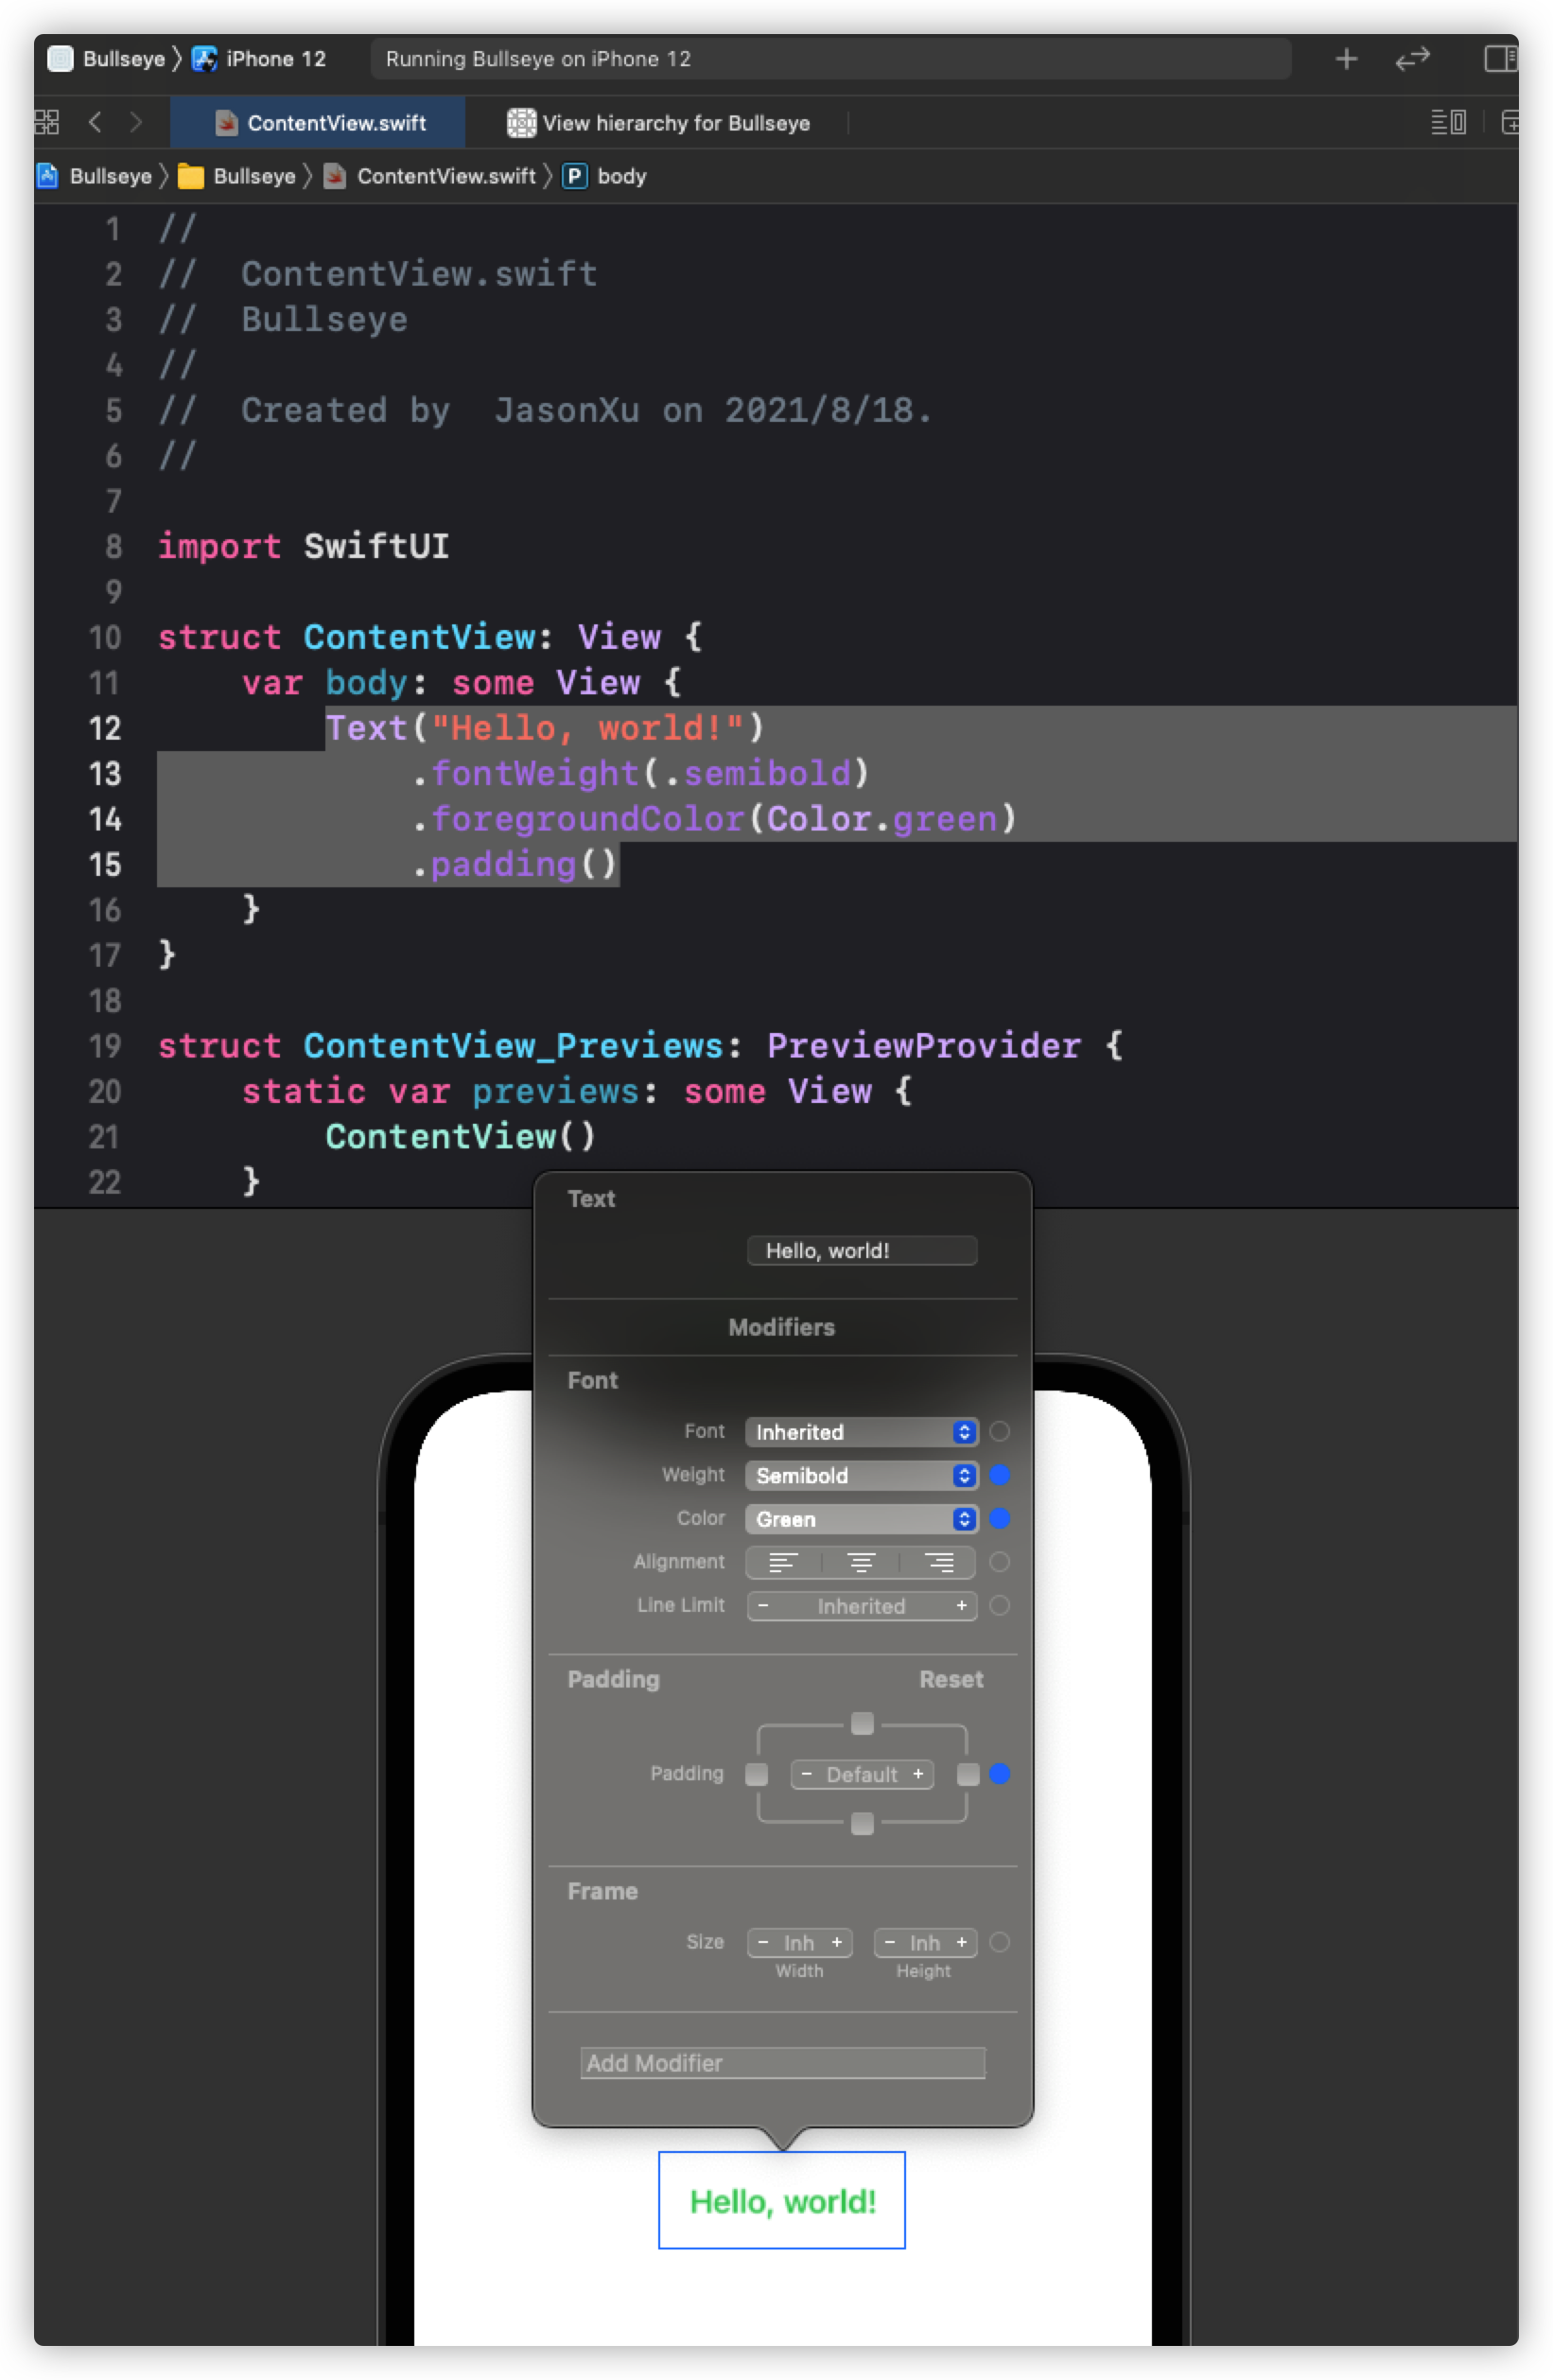 Bullseye 〉 iPhone 12 Running Bullseye on iPhone 12
ContentView.swift View hierarchy for Bullseye
Bullseye 〉 Bullseye 〉 ContentView.swift 〉 P body
1 //
2 //  ContentView.swift
3 //  Bullseye
4 //
5 //  Created by  JasonXu on 2021/8/18.
6 //
7
8 import SwiftUI
9
10 struct ContentView: View {
11     var body: some View {
12         Text("Hello, world!")
13             .fontWeight(.semibold)
14             .foregroundColor(Color.green)
15             .padding()
16     }
17 }
18
19 struct ContentView_Previews: PreviewProvider {
20     static var previews: some View {
21         ContentView()
22     }
Text
Hello, world!
Modifiers
Font
Font Inherited
Weight Semibold
Color Green
Alignment
Line Limit - Inherited +
Padding Reset
Padding - Default +
Frame
Size - Inh + - Inh +
Width Height
Add Modifier
Hello, world!